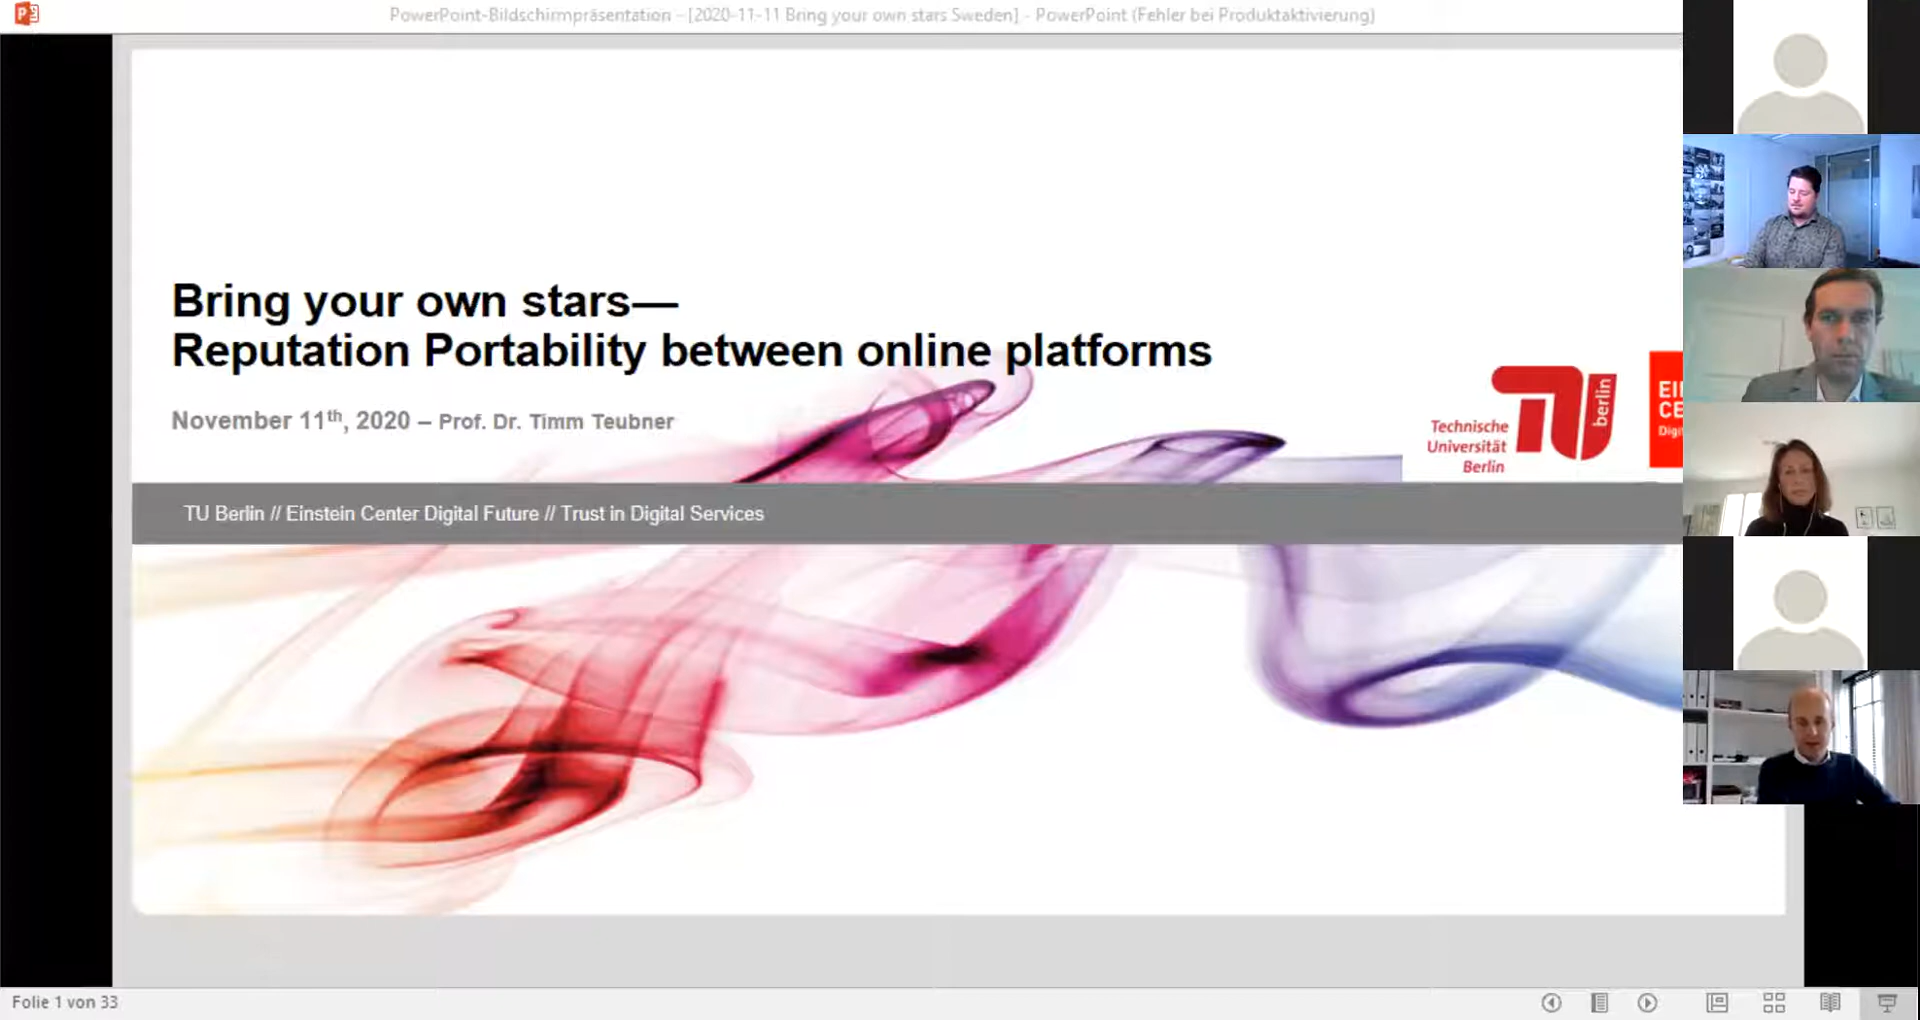 PowerPoint-Bildschirmpräsentation - [2020-11-11 Bring your own stars Sweden] - PowerPoint (Fehler bei Produktaktivierung)
Bring your own stars—
Reputation Portability between online platforms
November 11th, 2020 – Prof. Dr. Timm Teubner
Technische
Universität
Berlin
berlin
TU Berlin // Einstein Center Digital Future // Trust in Digital Services
Folie 1 von 33